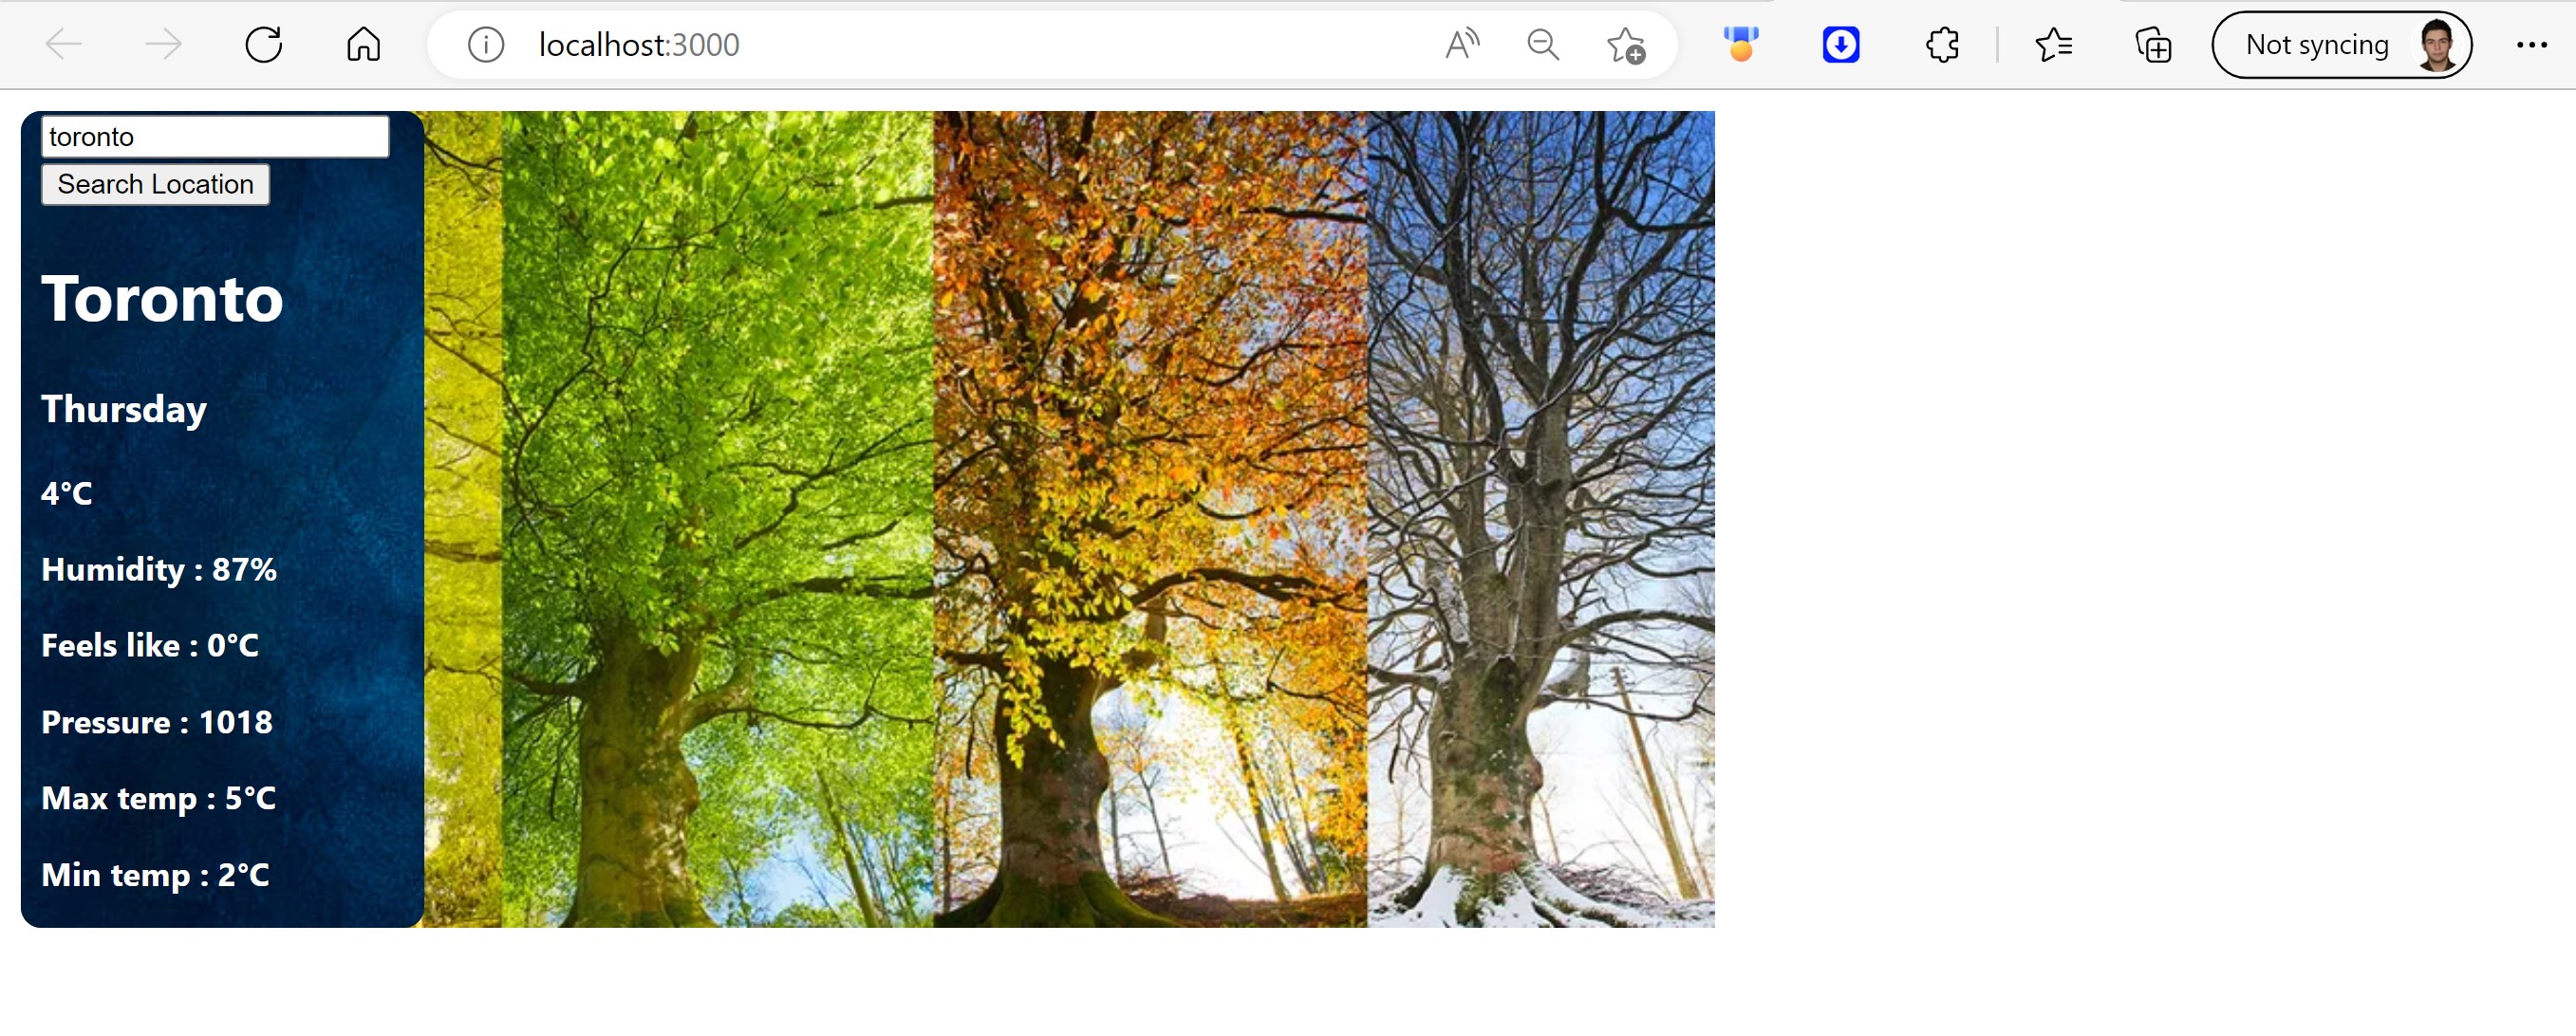 localhost:3000
Not syncing
toronto
Search Location
Toronto
Thursday
4°C
Humidity : 87%
Feels like : 0°C
Pressure : 1018
Max temp : 5°C
Min temp : 2°C